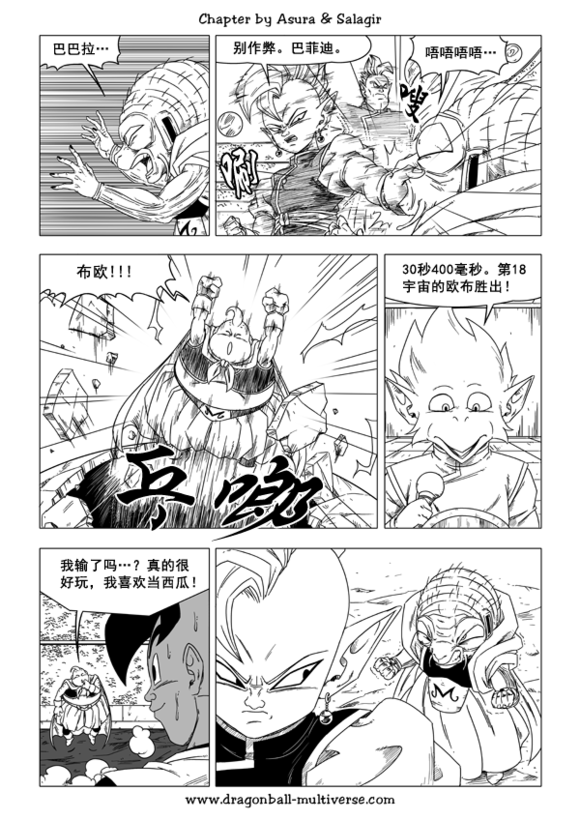 Chapter by Asura & Salagir
巴巴拉…
别作弊。巴菲迪。
唔唔唔唔…
嗖
唰
布欧!!!
30秒400毫秒。第18
宇宙的欧布胜出!
乒啷
我输了吗…? 真的很
好玩，我喜欢当西瓜!
M
M
www.dragonball-multiverse.com